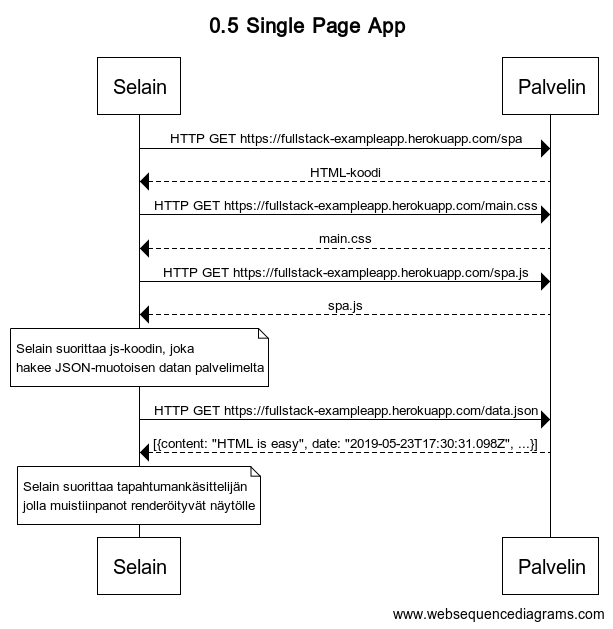 0.5 Single Page App
Selain
Palvelin
HTTP GET https://fullstack-exampleapp.herokuapp.com/spa
HTML-koodi
HTTP GET https://fullstack-exampleapp.herokuapp.com/main.css
main.css
HTTP GET https://fullstack-exampleapp.herokuapp.com/spa.js
spa.js
Selain suorittaa js-koodin, joka
hakee JSON-muotoisen datan palvelimelta
HTTP GET https://fullstack-exampleapp.herokuapp.com/data.json
[{content: "HTML is easy", date: "2019-05-23T17:30:31.098Z", ...}]
Selain suorittaa tapahtumankäsittelijän
jolla muistiinpanot renderöityvät näytölle
Selain
Palvelin
www.websequencediagrams.com